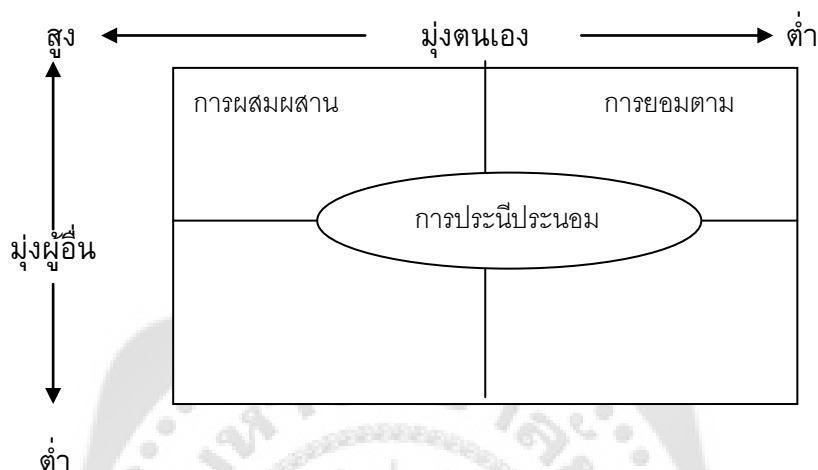 สูง มุ่งตนเอง ต่ำ
การผสมผสาน การยอมตาม
การประนีประนอม
มุ่งผู้อื่น
ต่ำ